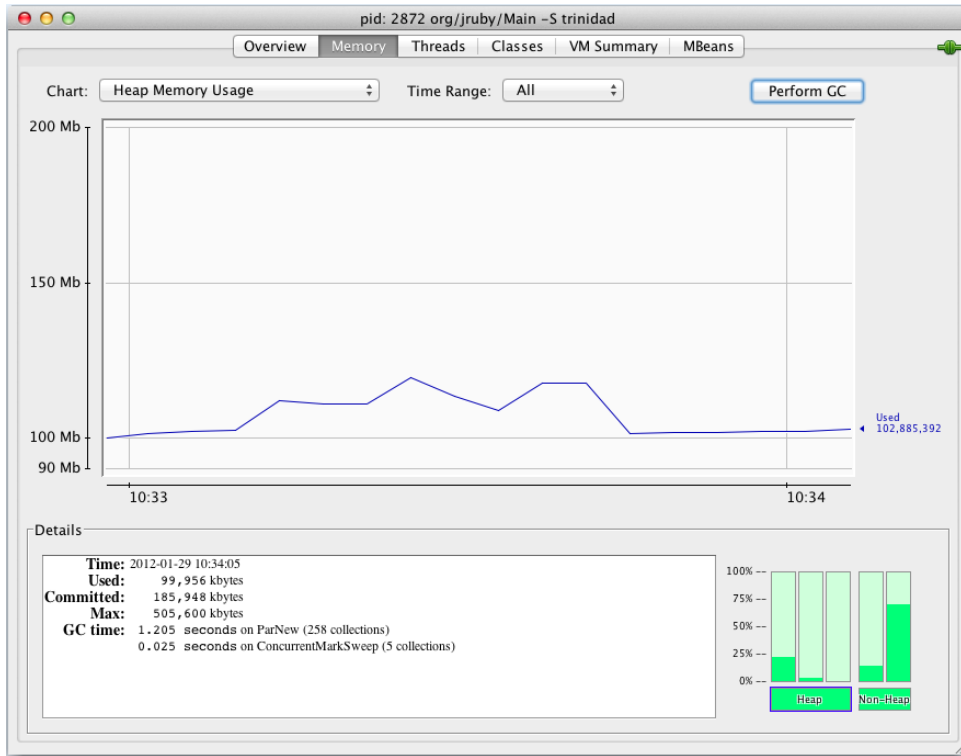 pid: 2872 org/jruby/Main -S trinidad
Overview Memory Threads Classes VM Summary MBeans
Chart: Heap Memory Usage Time Range: All Perform GC
200 Mb
150 Mb
100 Mb
90 Mb
Used
102,885,392
10:33 10:34
Details
Time: 2012-01-29 10:34:05
Used: 99,956 kbytes
Committed: 185,948 kbytes
Max: 505,600 kbytes
GC time: 1.205 seconds on ParNew (258 collections)
0.025 seconds on ConcurrentMarkSweep (5 collections)
100% --
75% --
50% --
25% --
0% --
Heap Non-Heap